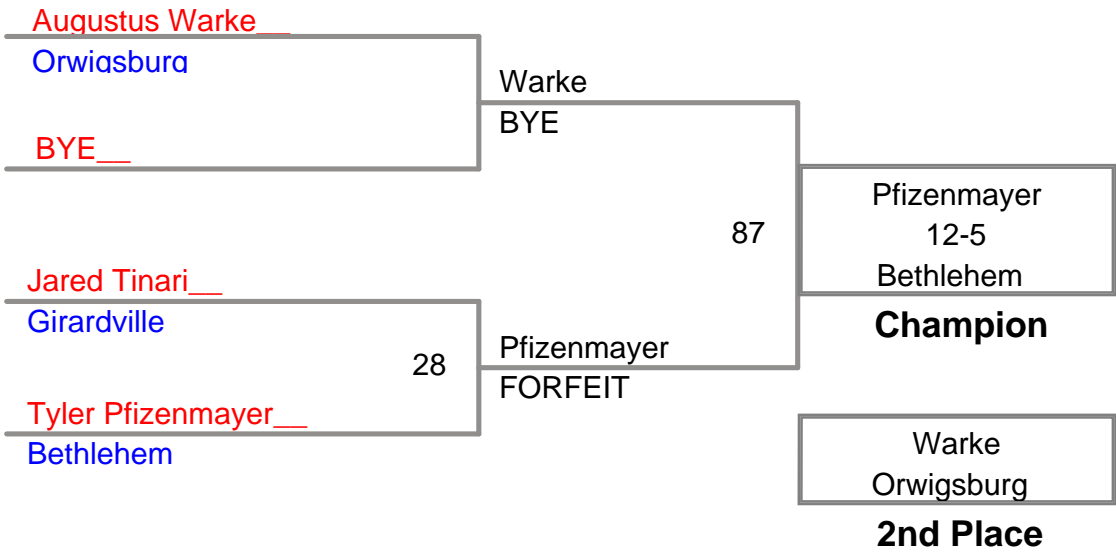 Augustus Warke__
Orwigsburg
BYE__
Warke
BYE
Jared Tinari__
Girardville
28
Tyler Pfizenmayer__
Bethlehem
Pfizenmayer
FORFEIT
87
Pfizenmayer
12-5
Bethlehem
Champion
Warke
Orwigsburg
2nd Place